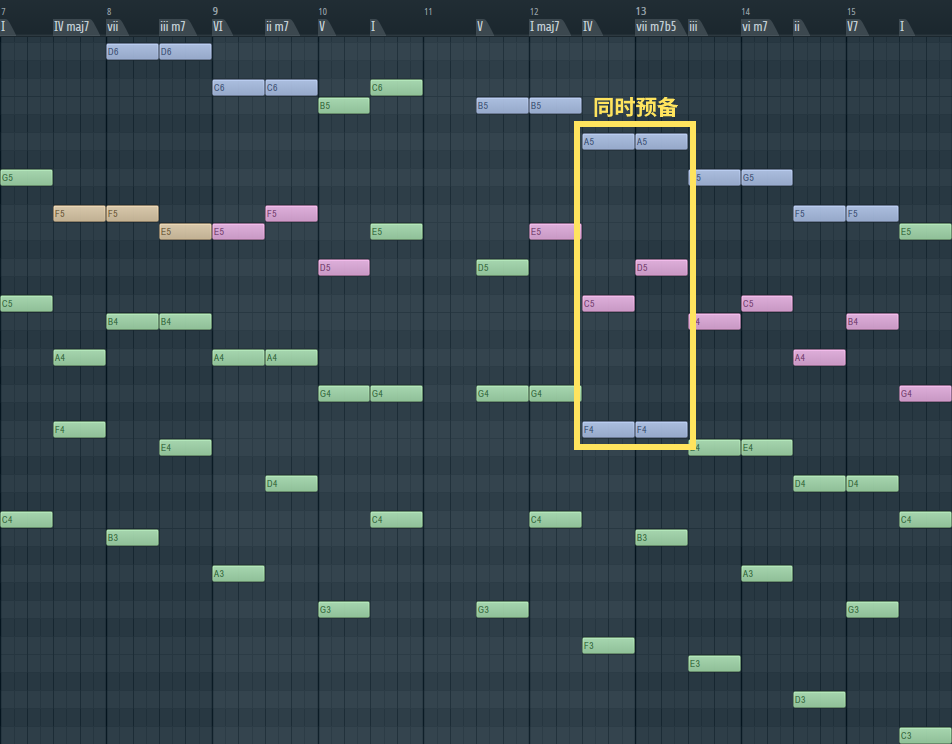 7 8 9 10 11 12 13 14 15
I IV maj7 vii iii m7 VI ii m7 V I V I maj7 IV vii m7b5 iii vi m7 ii V7 I
D6 D6
C6 C6 C6
B5 B5 B5
同时预备
A5 A5
G5 5 G5
F5 F5 F5 F5 F5
E5 E5 E5 E5 E5
D5 D5 D5
C5 C5 C5
B4 B4 4 B4
A4 A4 A4 A4
G4 G4 G4 G4 G4
F4 F4 F4
E4 4 E4
D4 D4 D4
C4 C4 C4 C4
B3 B3
A3 A3
G3 G3 G3
F3
E3
D3
C3